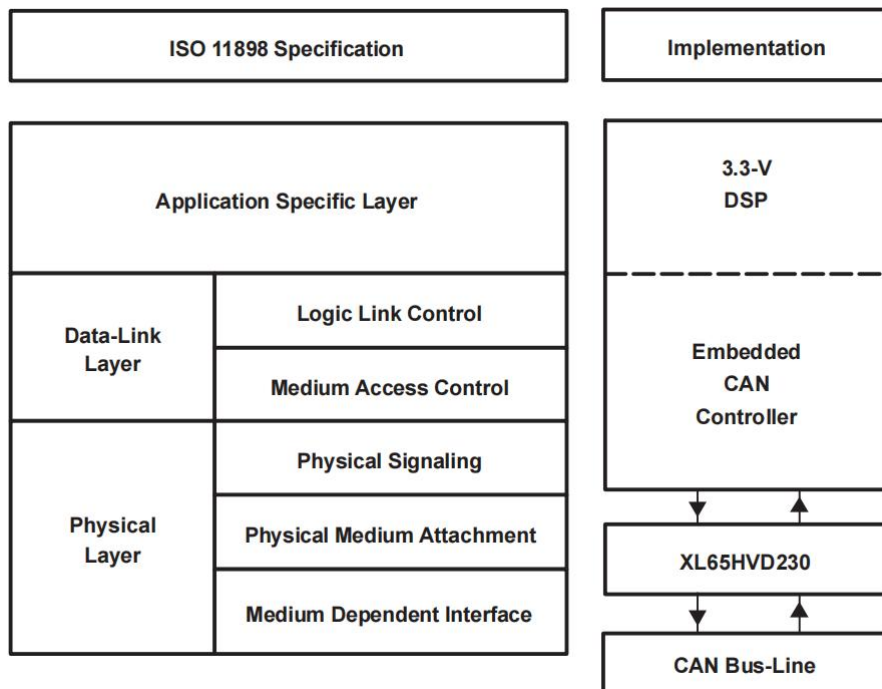 ISO 11898 Specification
Implementation
Application Specific Layer
Data-Link
Layer
Logic Link Control
Medium Access Control
Physical
Layer
Physical Signaling
Physical Medium Attachment
Medium Dependent Interface
3.3-V
DSP
Embedded
CAN
Controller
XL65HVD230
CAN Bus-Line